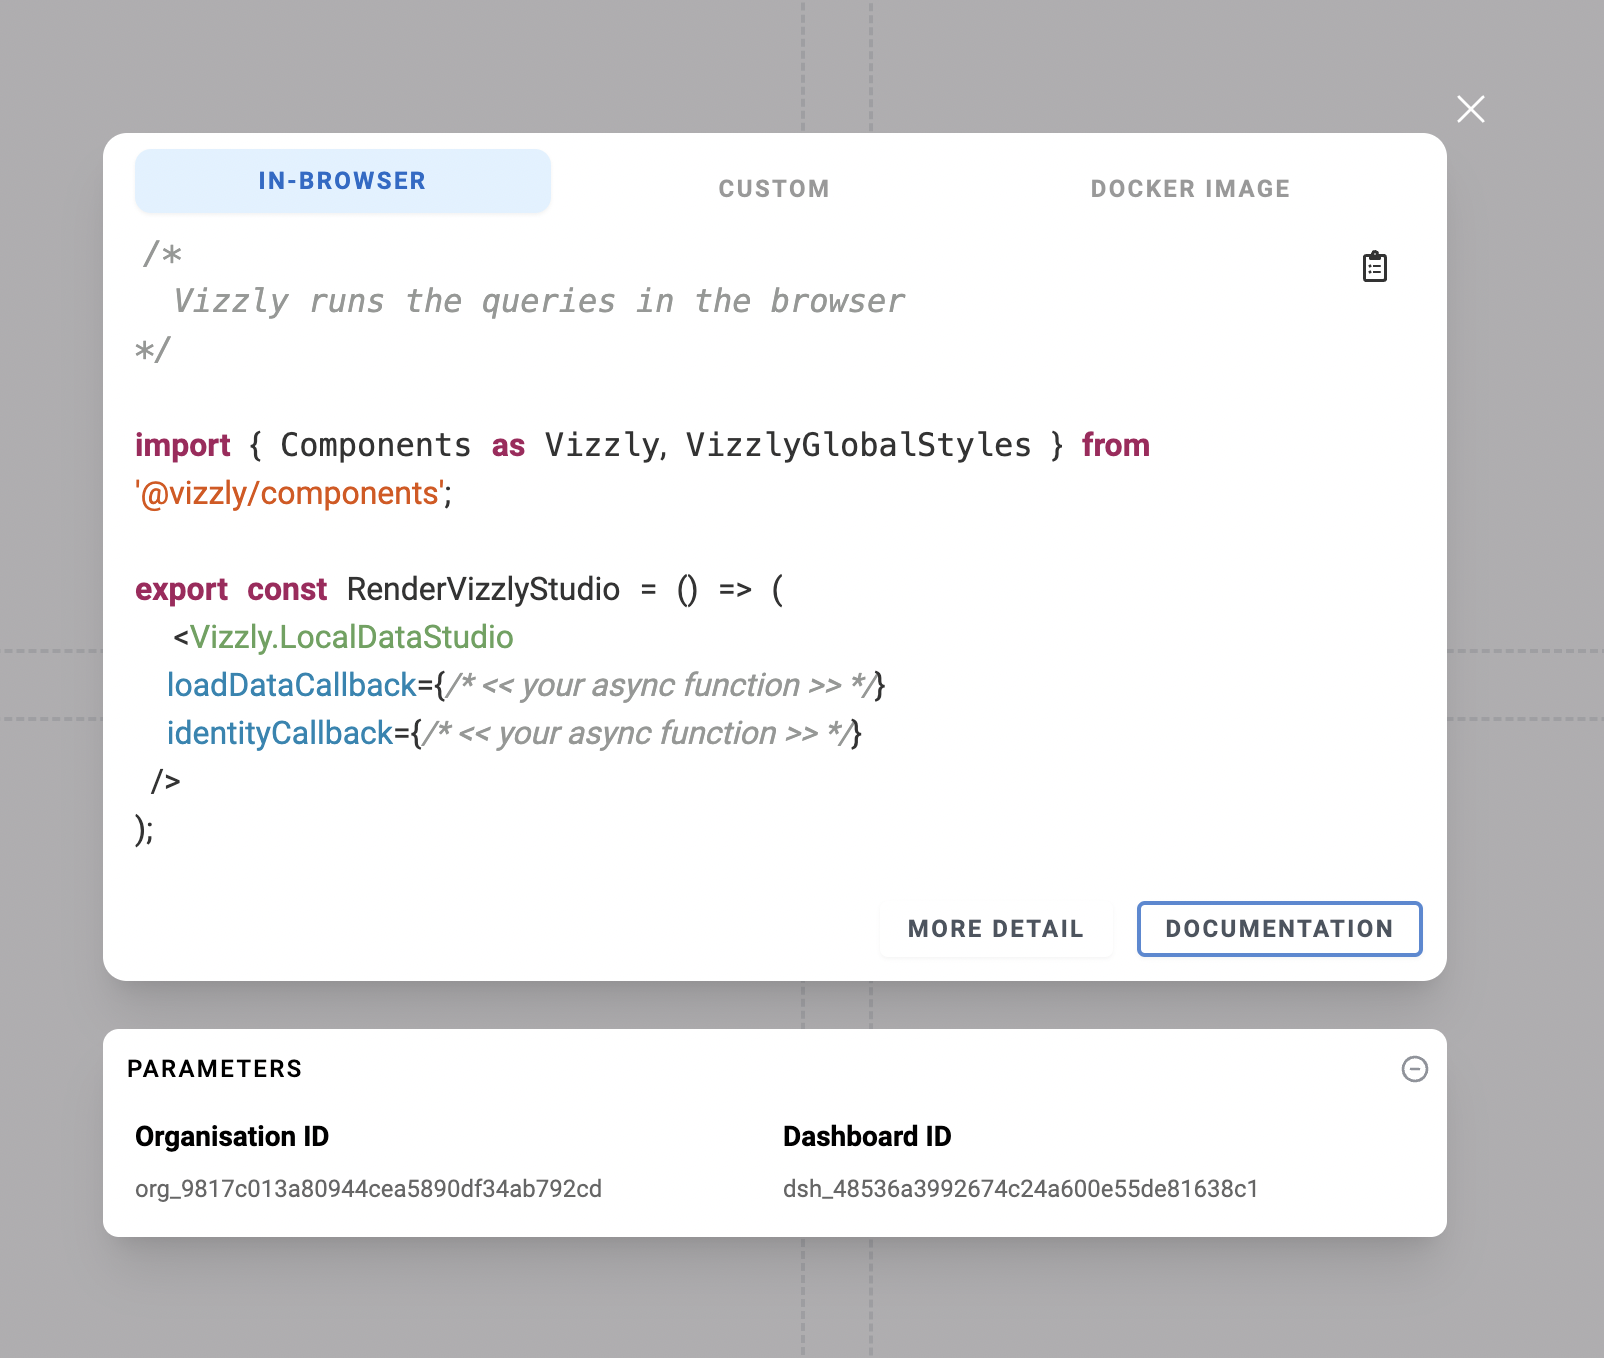 IN-BROWSER
CUSTOM
DOCKER IMAGE
/*
Vizzly runs the queries in the browser
*/
import { Components as Vizzly, VizzlyGlobalStyles } from
'@vizzly/components';
export const RenderVizzlyStudio = () => (
<Vizzly.LocalDataStudio
loadDataCallback={/* << your async function >> */}
identityCallback={/* << your async function >> */}
/>
);
MORE DETAIL
DOCUMENTATION
PARAMETERS
Organisation ID
Dashboard ID
org_9817c013a80944cea5890df34ab792cd
dsh_48536a3992674c24a600e55de81638c1